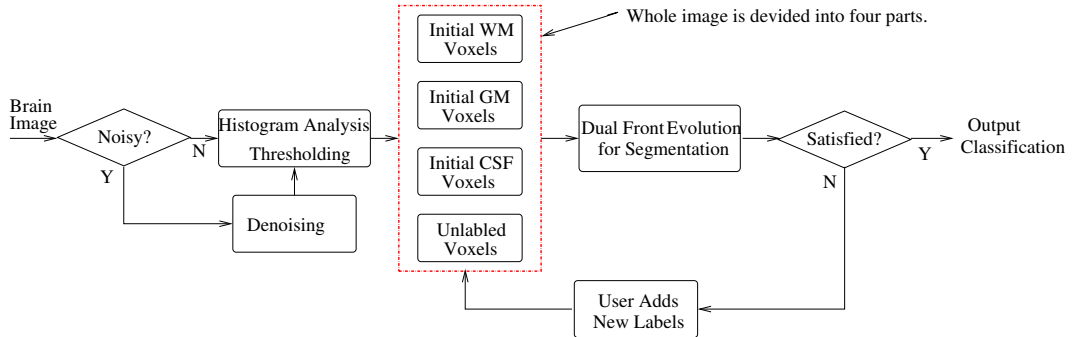 Whole image is devided into four parts.
Brain
Image
Noisy?
N
Y
Histogram Analysis
Thresholding
Denoising
Initial WM
Voxels
Initial GM
Voxels
Initial CSF
Voxels
Unlabled
Voxels
Dual Front Evolution
for Segmentation
Satisfied?
Y
N
Output
Classification
User Adds
New Labels